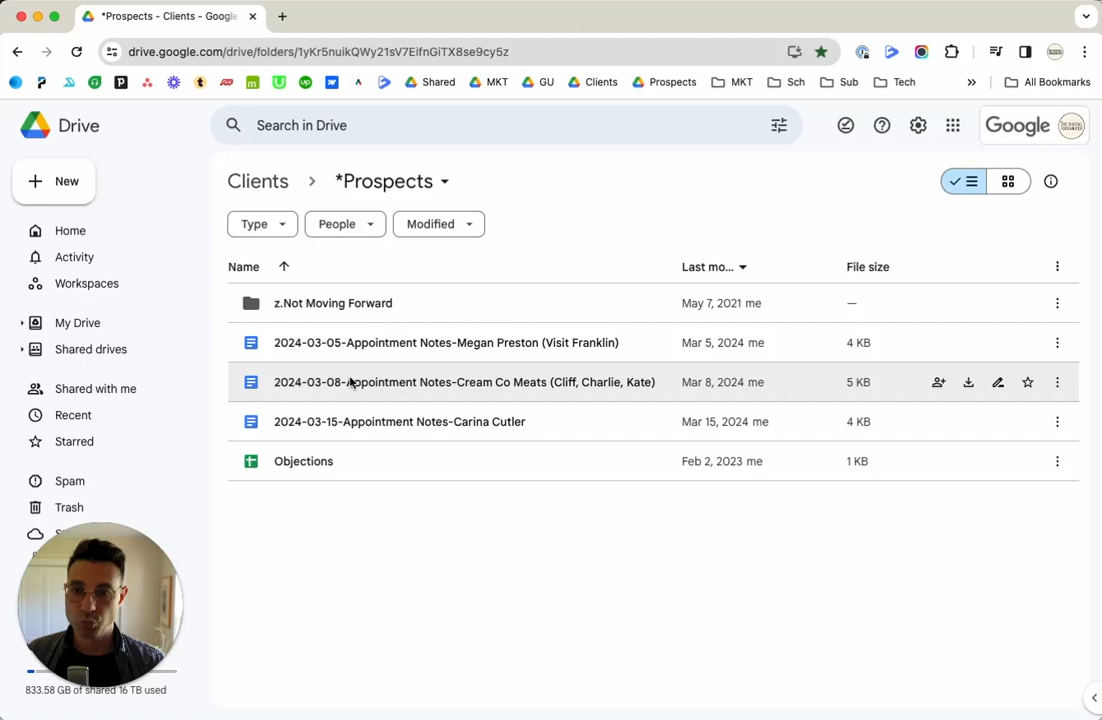 *Prospects - Clients - Google
drive.google.com/drive/folders/1yKr5nuikQWy21sV7EifnGiTX8se9cy5z
Shared MKT GU Clients Prospects MKT Sch Sub Tech » All Bookmarks
Drive
Search in Drive
Google
New
Clients > *Prospects
Type People Modified
Home
Activity
Workspaces
My Drive
Shared drives
Shared with me
Recent
Starred
Spam
Trash
833.58 GB of shared 16 TB used
Name Last mo... File size
z.Not Moving Forward May 7, 2021 me —
2024-03-05-Appointment Notes-Megan Preston (Visit Franklin) Mar 5, 2024 me 4 KB
2024-03-08-Appointment Notes-Cream Co Meats (Cliff, Charlie, Kate) Mar 8, 2024 me 5 KB
2024-03-15-Appointment Notes-Carina Cutler Mar 15, 2024 me 4 KB
Objections Feb 2, 2023 me 1 KB